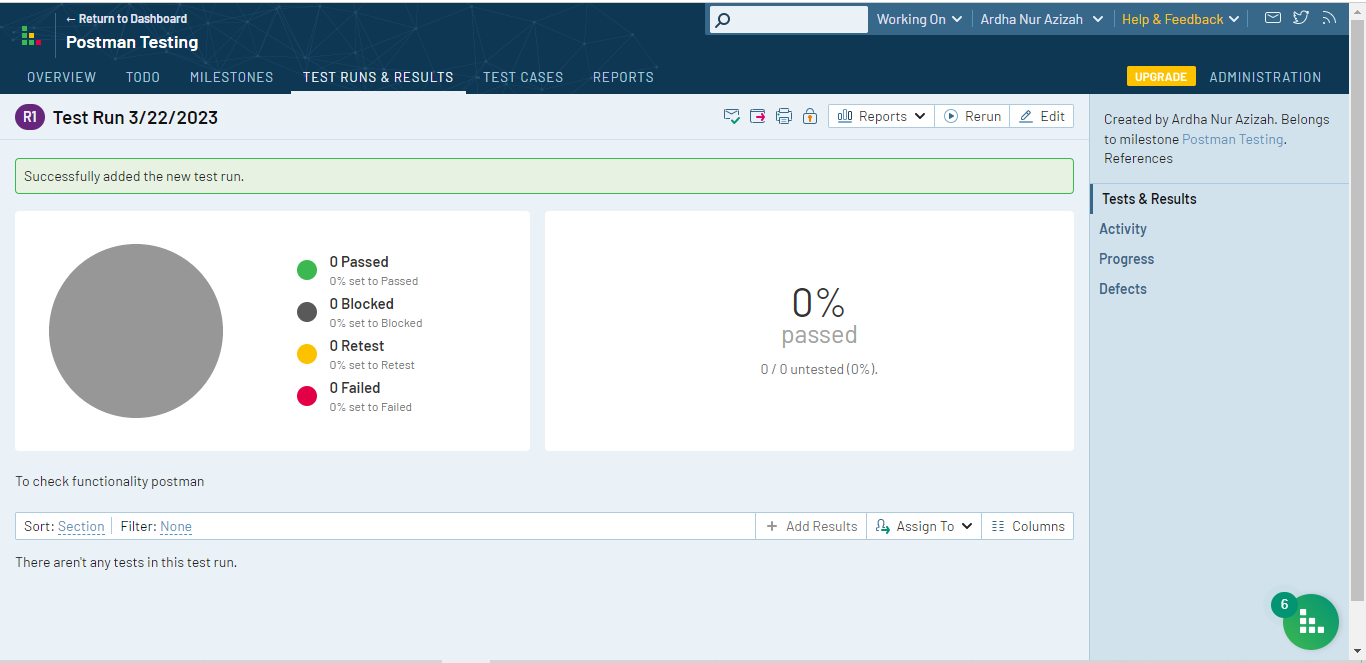 ← Return to Dashboard
Postman Testing
Working On
Ardha Nur Azizah
Help & Feedback
OVERVIEW
TODO
MILESTONES
TEST RUNS & RESULTS
TEST CASES
REPORTS
UPGRADE
ADMINISTRATION
R1
Test Run 3/22/2023
Reports
Rerun
Edit
Successfully added the new test run.
0 Passed
0% set to Passed
0 Blocked
0% set to Blocked
0 Retest
0% set to Retest
0 Failed
0% set to Failed
0%
passed
0 / 0 untested (0%).
To check functionality postman
Sort: Section
Filter: None
+ Add Results
Assign To
Columns
There aren't any tests in this test run.
Created by Ardha Nur Azizah. Belongs
to milestone Postman Testing.
References
Tests & Results
Activity
Progress
Defects
6